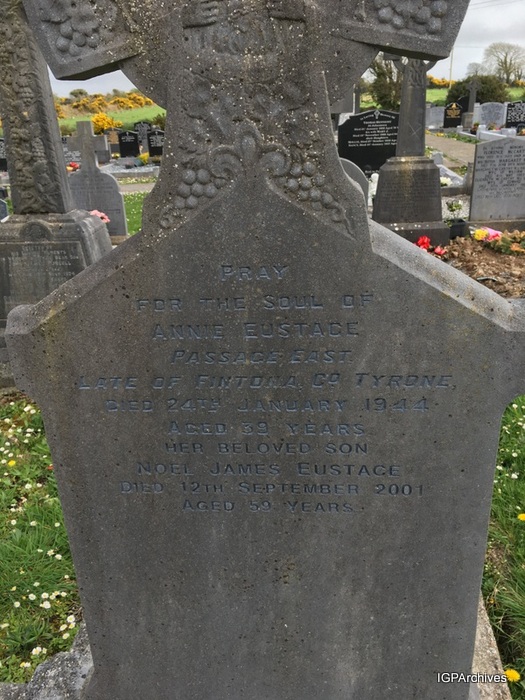 PRAY
FOR THE SOUL OF
ANNIE EUSTACE
PASSAGE EAST
LATE OF FINTONA, CO TYRONE,
DIED 24TH JANUARY 1944
AGED 39 YEARS
HER BELOVED SON
NOEL JAMES EUSTACE
DIED 12TH SEPTEMBER 2001
AGED 59 YEARS
IGPArchives